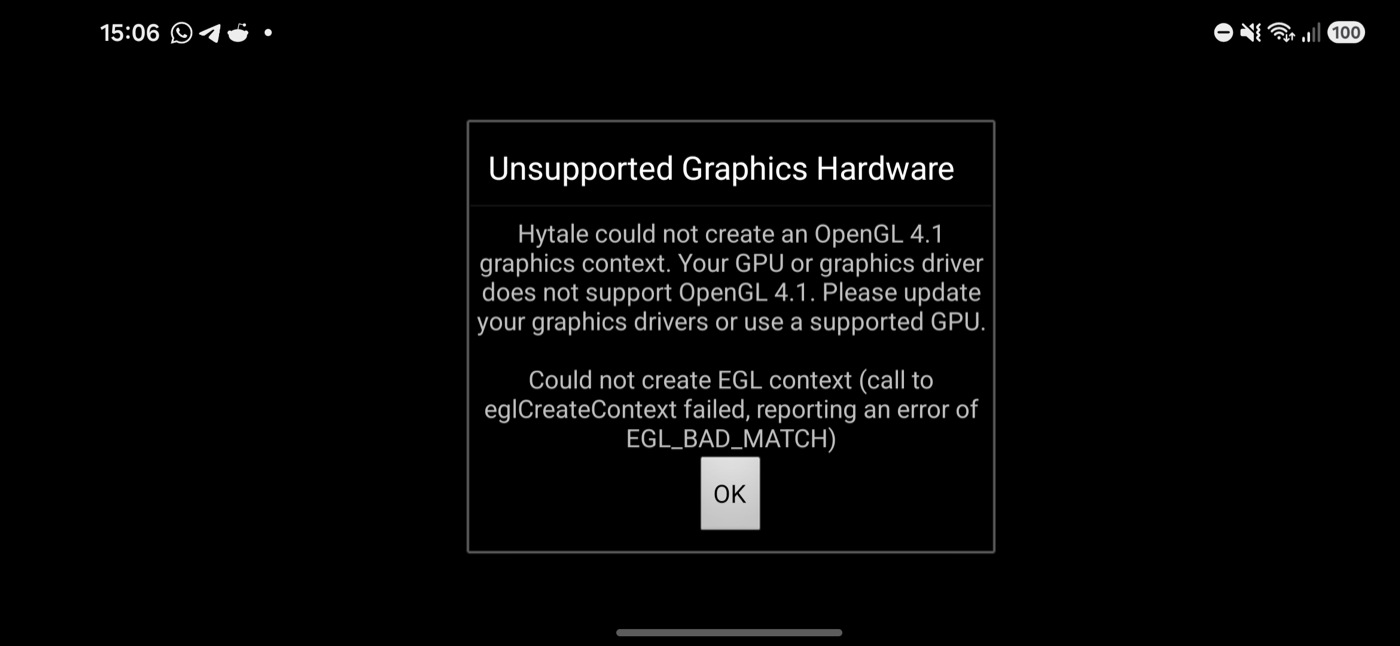 15:06
100
Unsupported Graphics Hardware
Hytale could not create an OpenGL 4.1
graphics context. Your GPU or graphics driver
does not support OpenGL 4.1. Please update
your graphics drivers or use a supported GPU.
Could not create EGL context (call to
eglCreateContext failed, reporting an error of
EGL_BAD_MATCH)
OK